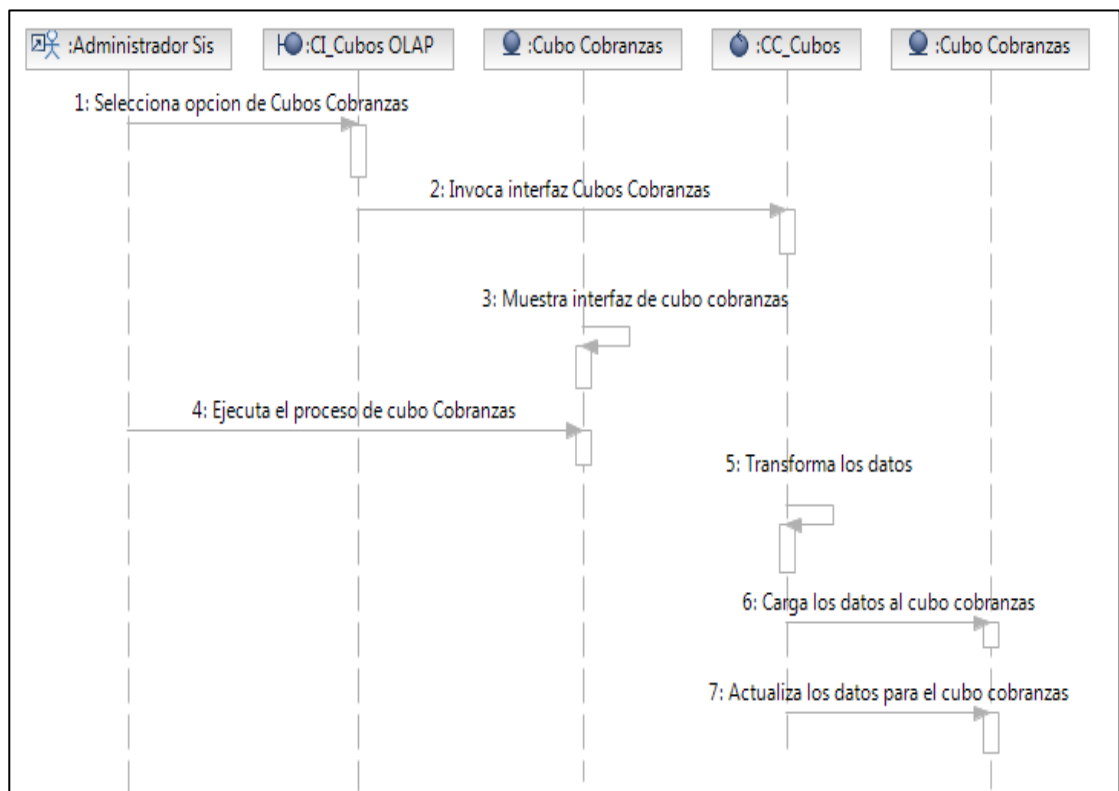 :Administrador Sis
:CI_Cubos OLAP
:Cubo Cobranzas
:CC_Cubos
:Cubo Cobranzas
1: Selecciona opcion de Cubos Cobranzas
2: Invoca interfaz Cubos Cobranzas
3: Muestra interfaz de cubo cobranzas
4: Ejecuta el proceso de cubo Cobranzas
5: Transforma los datos
6: Carga los datos al cubo cobranzas
7: Actualiza los datos para el cubo cobranzas